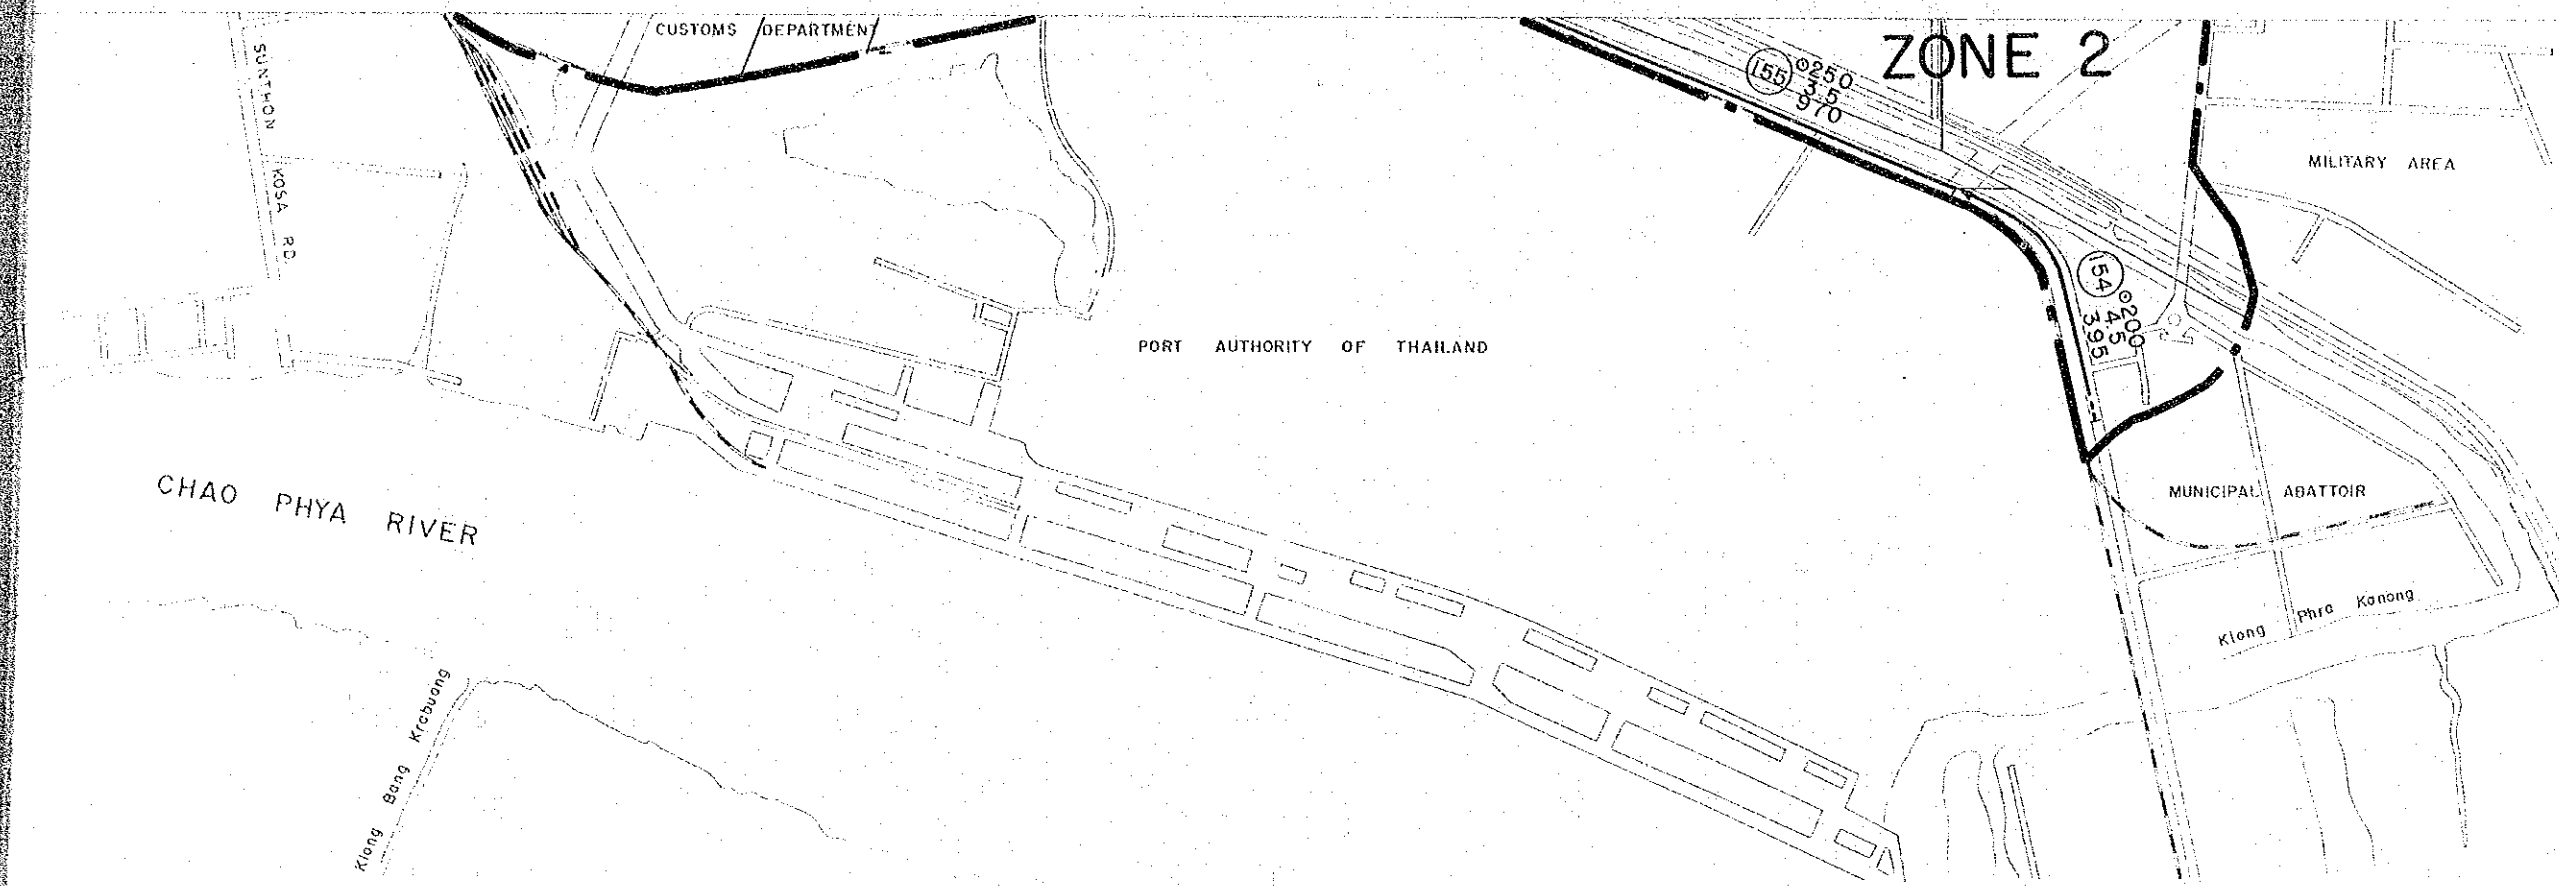 CUSTOMS DEPARTMENT
ZONE 2
155 ⊙250
3.5
970
SUNTHON KOSA RD.
MILITARY AREA
154 ⊙200
4.5
395
PORT AUTHORITY OF THAILAND
CHAO PHYA RIVER
MUNICIPAL ABATTOIR
Klong Phra Kanong
Klong Bang Krabuang